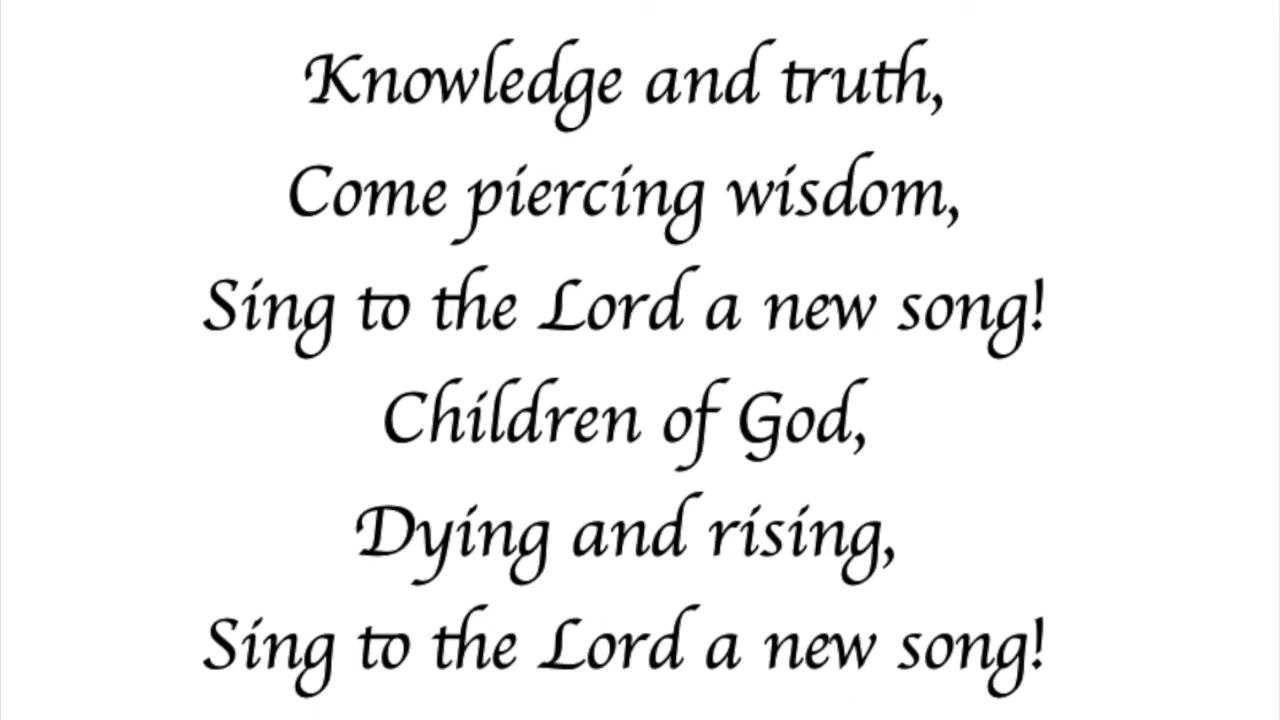 Knowledge and truth,
Come piercing wisdom,
Sing to the Lord a new song!
Children of God,
Dying and rising,
Sing to the Lord a new song!